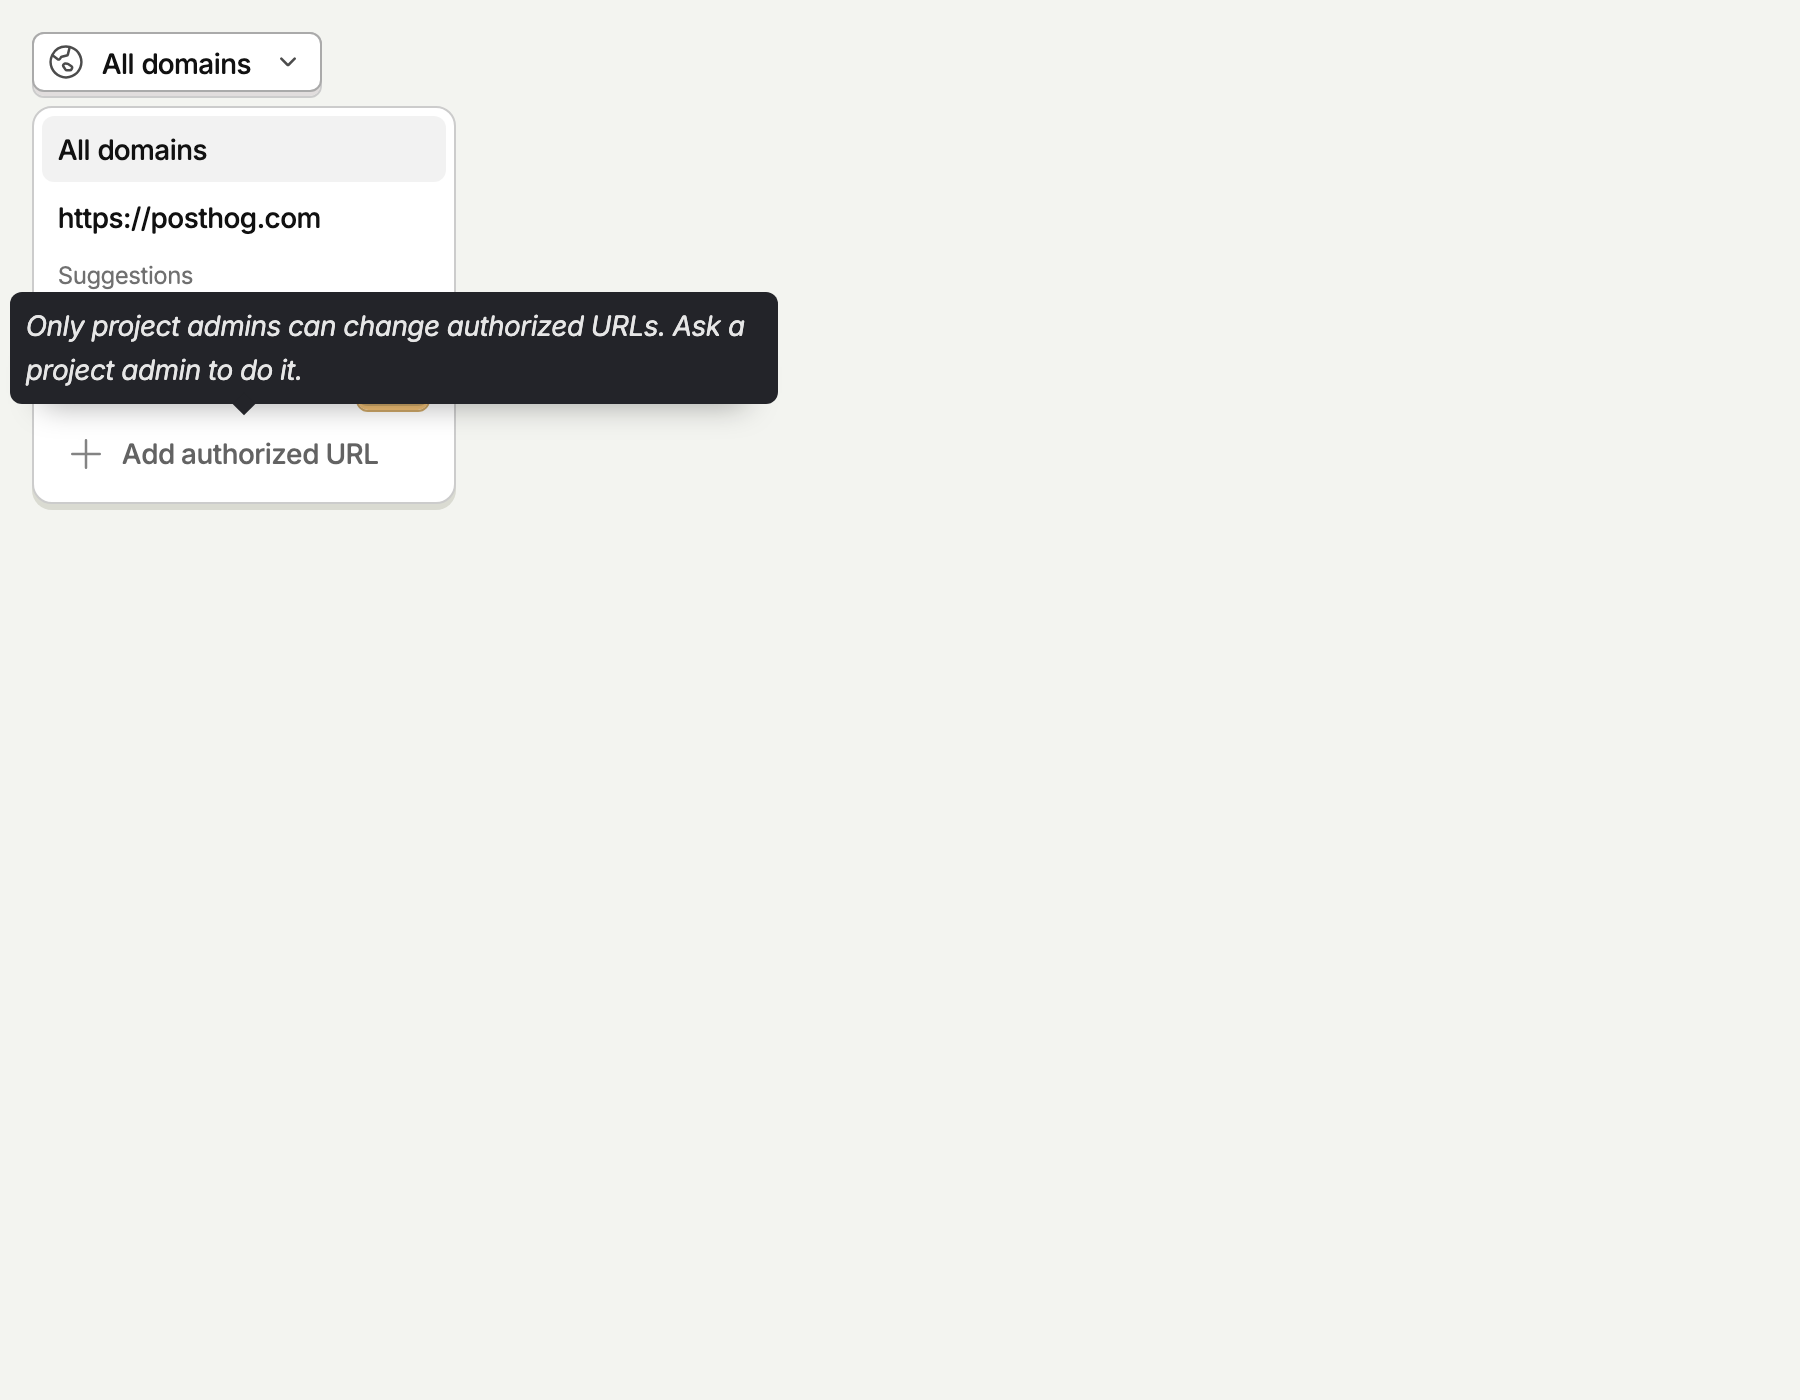 All domains
All domains
https://posthog.com
Suggestions
Only project admins can change authorized URLs. Ask a
project admin to do it.
Add authorized URL